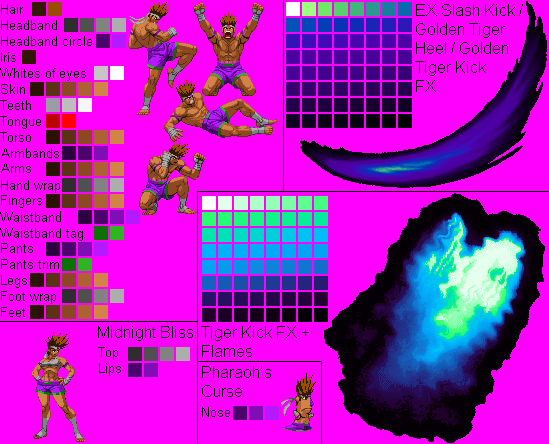 Hair
Headband
Headband circle
Iris
Whites of eyes
Skin
Teeth
Tongue
Torso
Armbands
Arms
Hand wrap
Fingers
Waistband
Waistband tag
Pants
Pants trim
Legs
Foot wrap
Feet
EX Slash Kick /
Golden Tiger
Heel / Golden
Tiger Kick
FX
Midnight Bliss
Top
Lips
Tiger Kick FX +
Flames
Pharaoh's
Curse
Nose